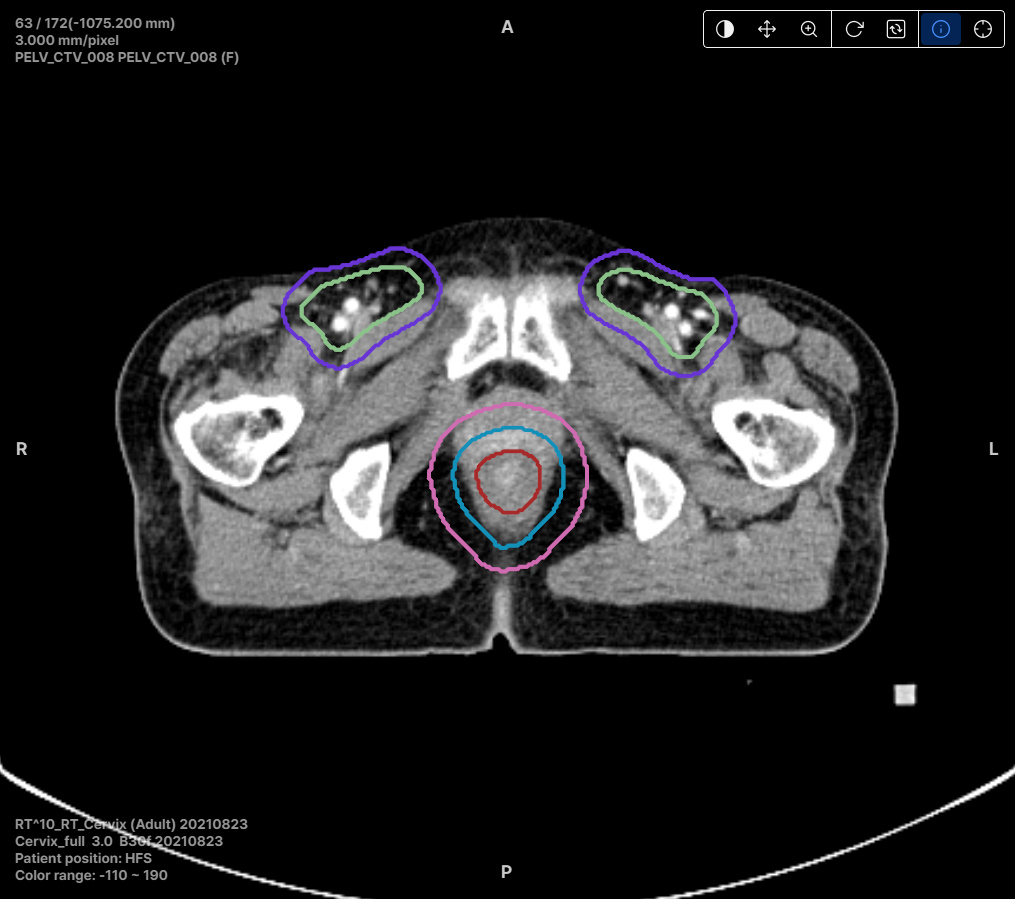 63 / 172(-1075.200 mm)
3.000 mm/pixel
PELV_CTV_008 PELV_CTV_008 (F)
A
R
L
RT^10_RT_Cervix (Adult) 20210823
Cervix_full 3.0 B30f 20210823
Patient position: HFS
Color range: -110 ~ 190
P